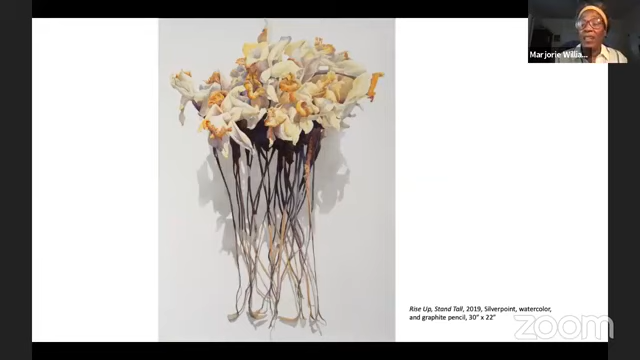 Marjorie Willia...
Rise Up, Stand Tall, 2019, Silverpoint, watercolor,
and graphite pencil, 30" x 22"
zoom